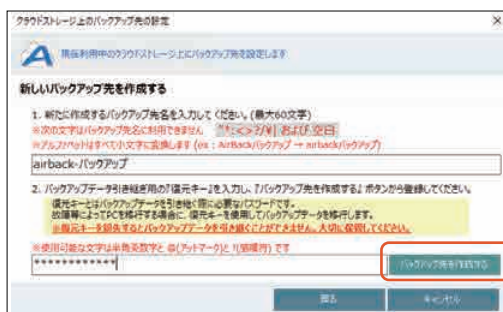 クラウドストレージ上のバックアップ先の設定
現在利用中のクラウドストレージ上にバックアップ先を設定します
新しいバックアップ先を作成する
1. 新たに作成するバックアップ先名を入力してください。(最大60文字)
※次の文字はバックアップ先名に利用できません "*:<>?/¥| および 空白
※アルファベットはすべて小文字に変換します (ex : AirBackバックアップ → airbackバックアップ)
airback-バックアップ
2. バックアップデータ引き継ぎ用の『復元キー』を入力し、『バックアップ先を作成する』ボタンから登録してください。
復元キーとはバックアップデータを引き継ぐ際に必要なパスワードです。
故障等によってPCを移行する場合に、復元キーを使用してバックアップデータを移行します。
※復元キーを紛失するとバックアップデータを引き継ぐことができません。大切に保管してください。
※使用可能な文字は半角英数字と @(アットマーク)と !(感嘆符) です
************
バックアップ先を作成する
戻る キャンセル